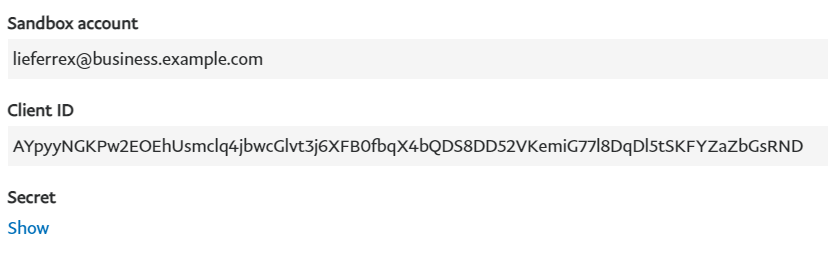 Sandbox account
lieferrex@business.example.com
Client ID
AYpyyNGKPw2EOEhUsmclq4jbwcGlvt3j6XFB0fbqX4bQDS8DD52VKemiG77l8DqDl5tSKFYZaZbGsRND
Secret
Show